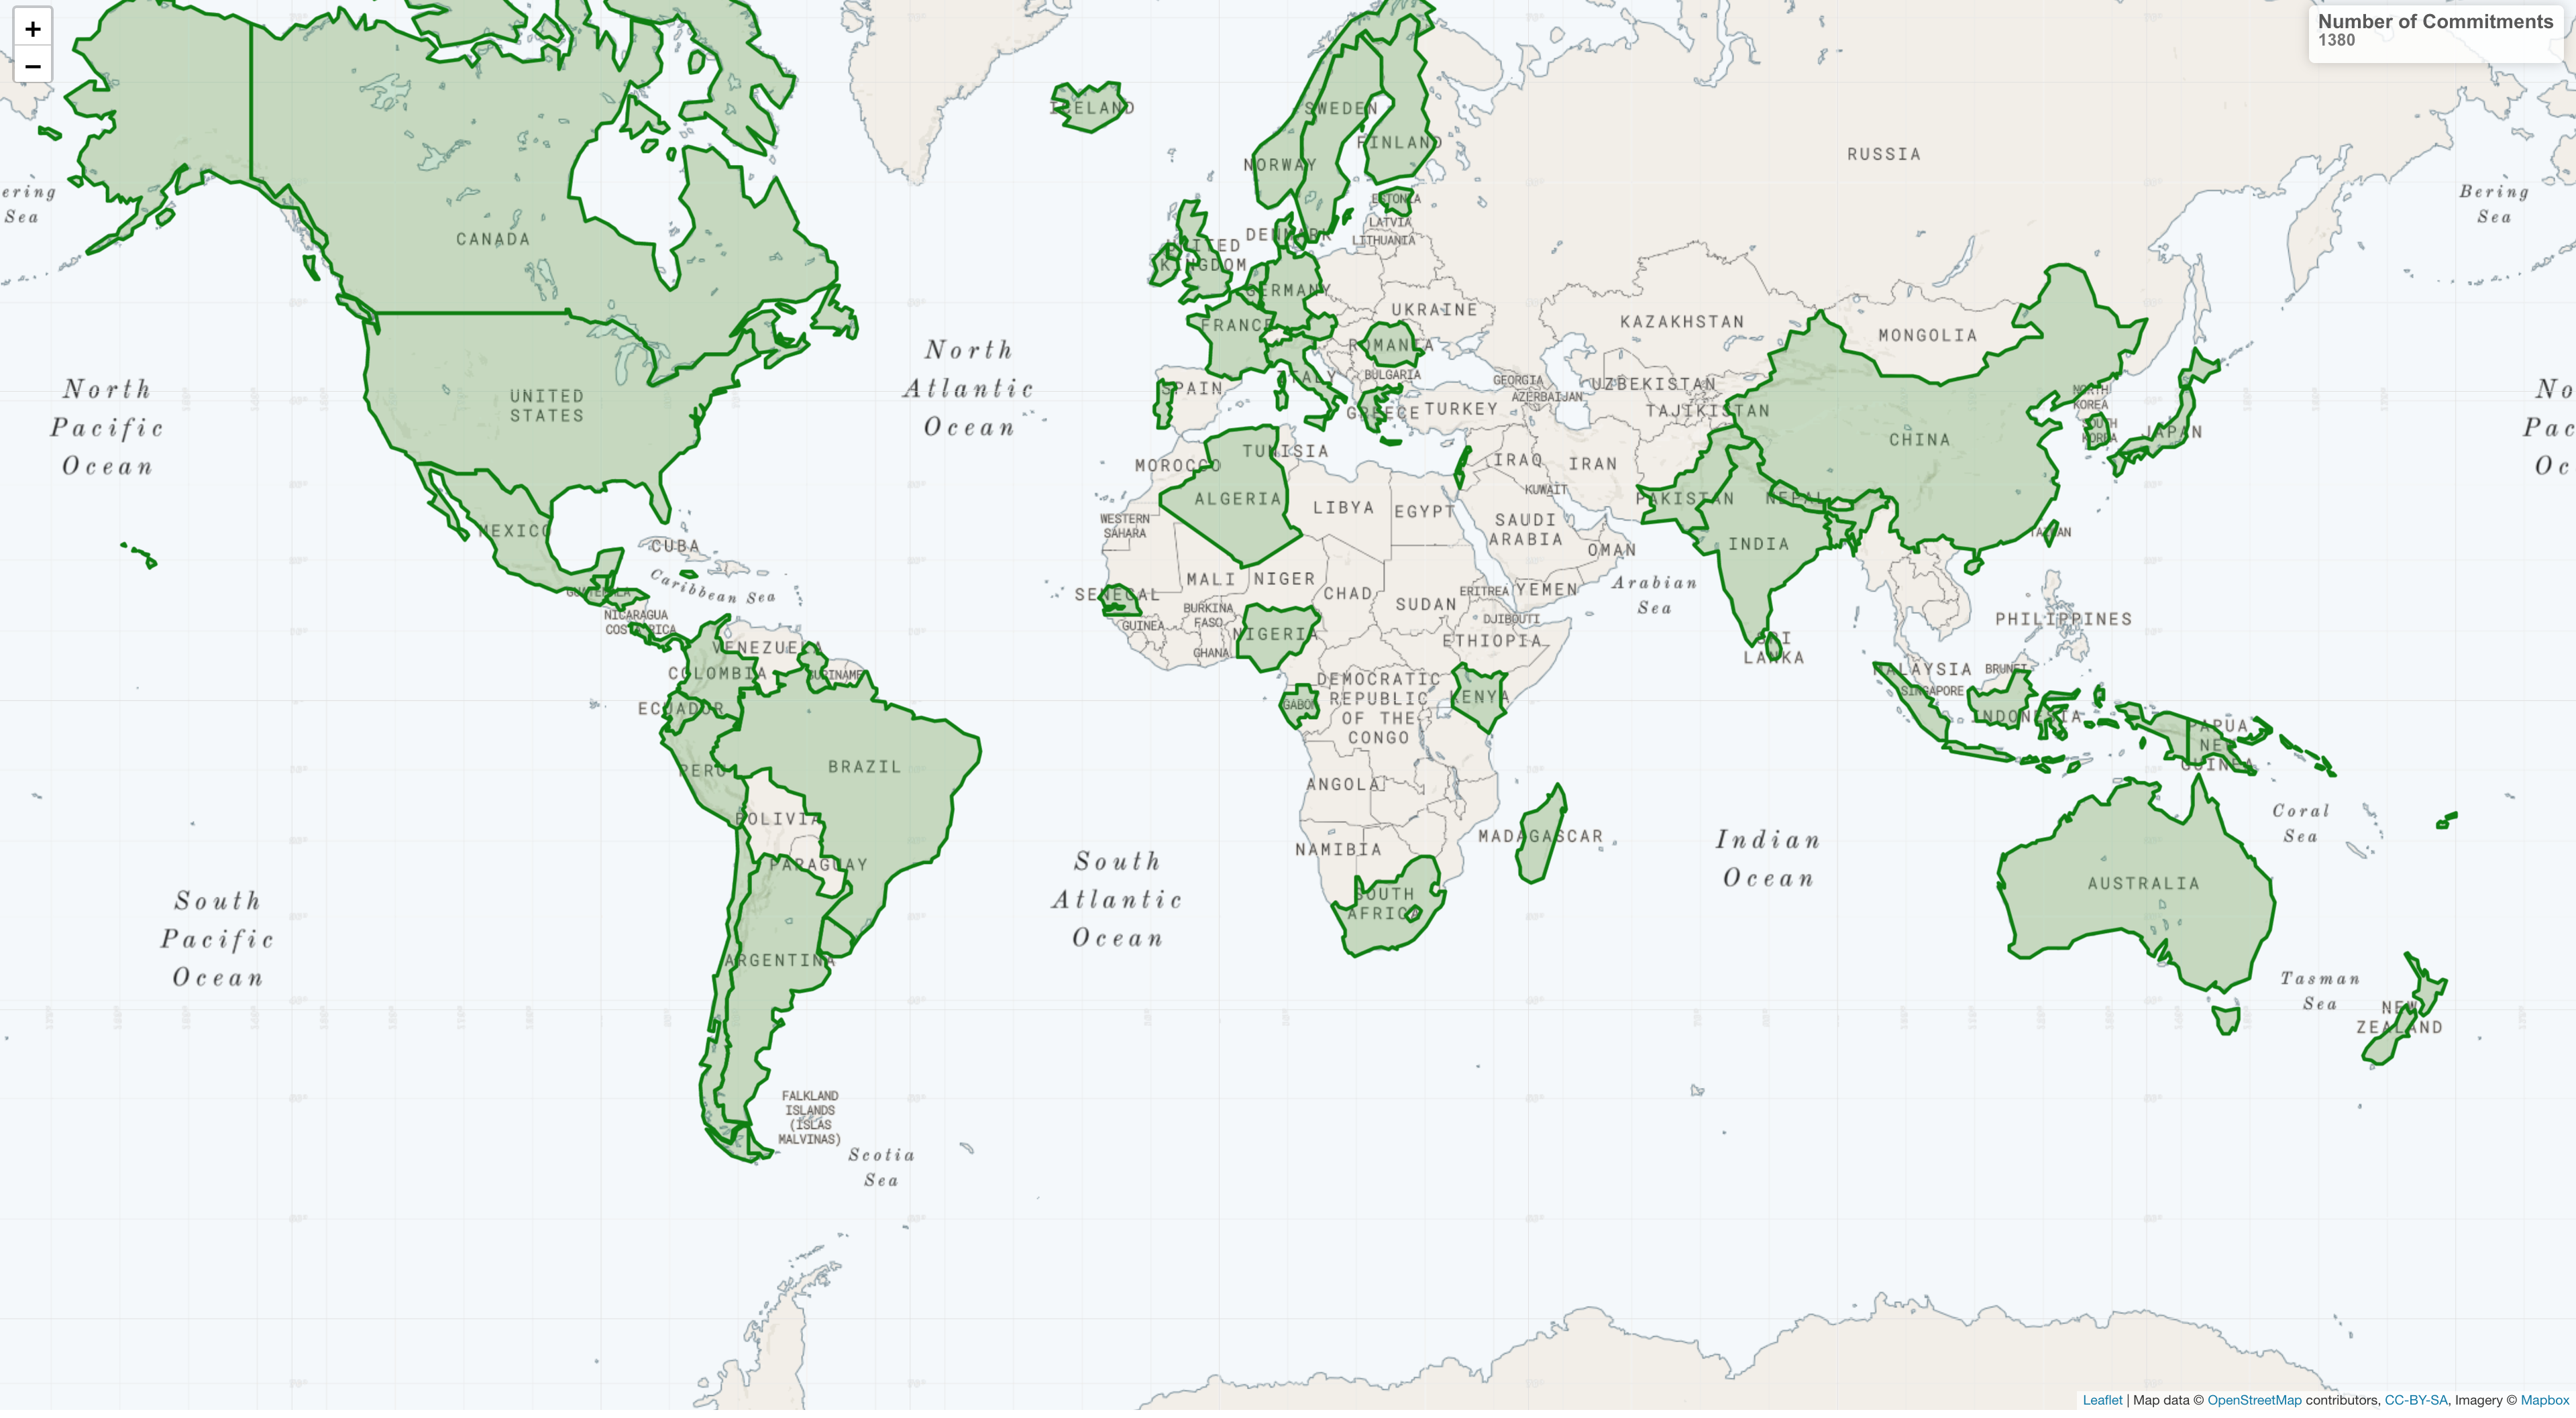 +
−
Number of Commitments
1380
ICELAND
SWEDEN
FINLAND
NORWAY
RUSSIA
ering
Sea
Bering
Sea
ESTONIA
LATVIA
LITHUANIA
DENMARK
UNITED
KINGDOM
CANADA
GERMANY
UKRAINE
FRANCE
KAZAKHSTAN
MONGOLIA
ROMANIA
North
Atlantic
Ocean
North
Pacific
Ocean
No
Pac
Oc
SPAIN
ITALY
BULGARIA
GEORGIA
AZERBAIJAN
UZBEKISTAN
TAJIKISTAN
NORTH
KOREA
SOUTH
KOREA
JAPAN
UNITED
STATES
GREECE
TURKEY
CHINA
TUNISIA
MOROCCO
IRAQ
IRAN
KUWAIT
ALGERIA
LIBYA
EGYPT
PAKISTAN
NEPAL
WESTERN
SAHARA
SAUDI
ARABIA
OMAN
INDIA
TAIWAN
MEXICO
CUBA
Caribbean Sea
GUATEMALA
NICARAGUA
COSTA RICA
MALI
NIGER
CHAD
SUDAN
ERITREA
YEMEN
DJIBOUTI
ETHIOPIA
Arabian
Sea
SENEGAL
GUINEA
BURKINA
FASO
GHANA
NIGERIA
PHILIPPINES
SRI
LANKA
VENEZUELA
COLOMBIA
SURINAME
ECUADOR
GABON
DEMOCRATIC
REPUBLIC
OF THE
CONGO
KENYA
MALAYSIA
BRUNEI
SINGAPORE
INDONESIA
PAPUA
NEW
GUINEA
PERU
BRAZIL
ANGOLA
BOLIVIA
PARAGUAY
NAMIBIA
MADAGASCAR
Indian
Ocean
Coral
Sea
South
Atlantic
Ocean
South
Pacific
Ocean
SOUTH
AFRICA
AUSTRALIA
ARGENTINA
Tasman
Sea
NEW
ZEALAND
FALKLAND
ISLANDS
(ISLAS
MALVINAS)
Scotia
Sea
Leaflet | Map data © OpenStreetMap contributors, CC-BY-SA, Imagery © Mapbox